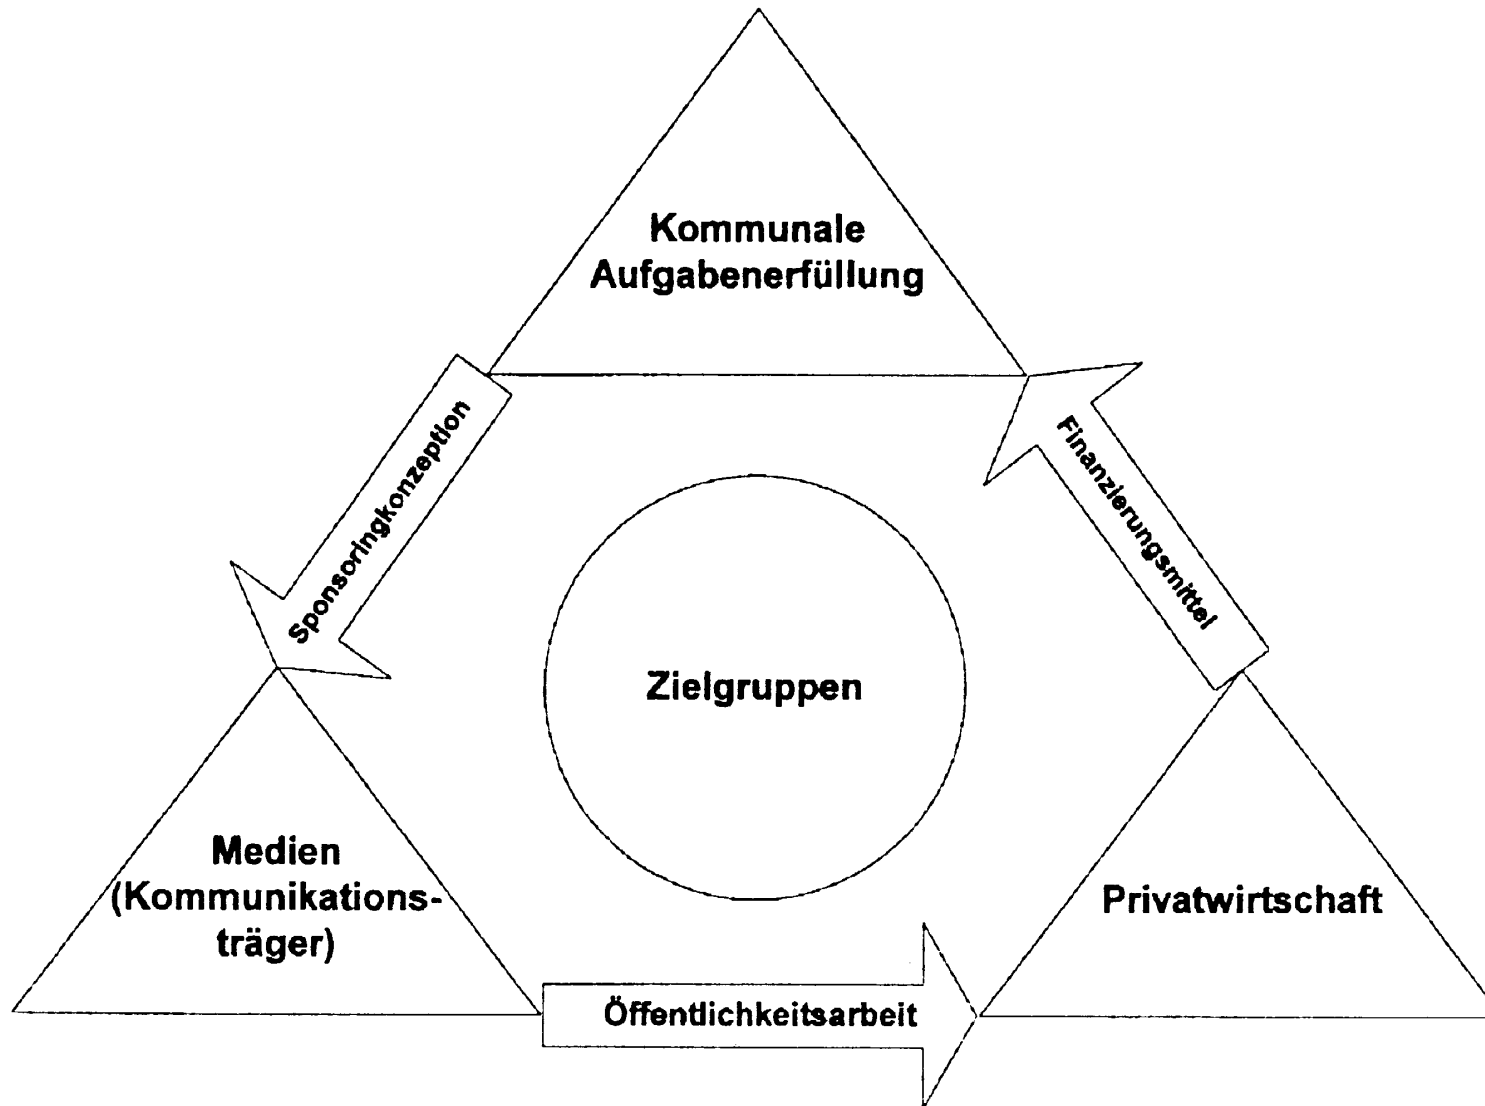 Kommunale
Aufgabenerfüllung
Sponsoringkonzeption
Finanzierungsmittel
Zielgruppen
Medien
(Kommunikations-
träger)
Privatwirtschaft
Öffentlichkeitsarbeit